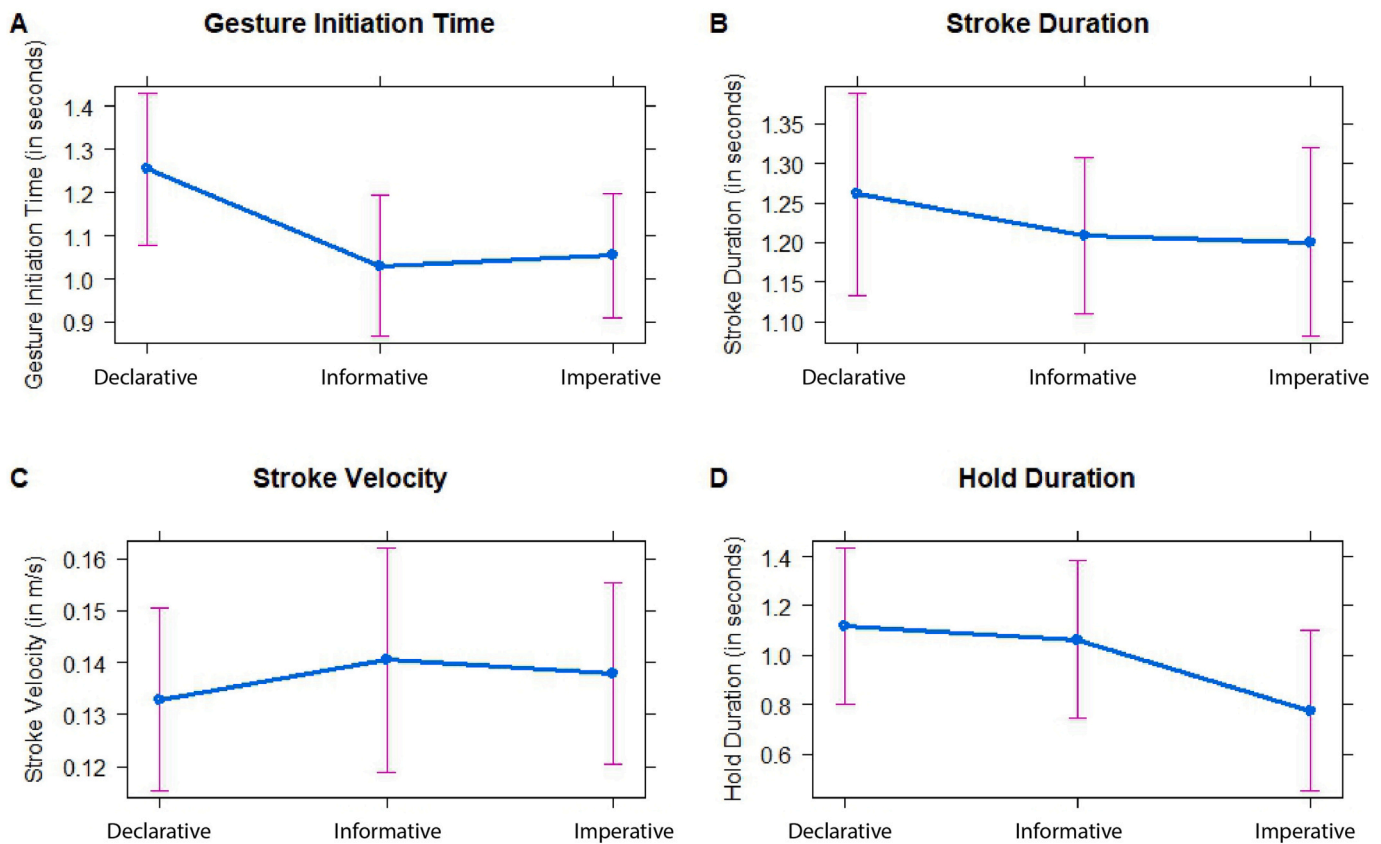 A
Gesture Initiation Time
Gesture Initiation Time (in seconds)
1.4
1.3
1.2
1.1
1.0
0.9
Declarative Informative Imperative
B
Stroke Duration
Stroke Duration (in seconds)
1.35
1.30
1.25
1.20
1.15
1.10
Declarative Informative Imperative
C
Stroke Velocity
Stroke Velocity (in m/s)
0.16
0.15
0.14
0.13
0.12
Declarative Informative Imperative
D
Hold Duration
Hold Duration (in seconds)
1.4
1.2
1.0
0.8
0.6
Declarative Informative Imperative